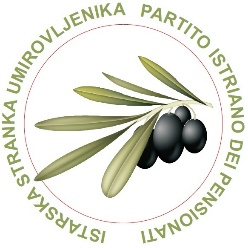 ISTARSKA STRANKA UMIROVLJENIKA
PARTITO ISTRIANO DEI PENSIONATI